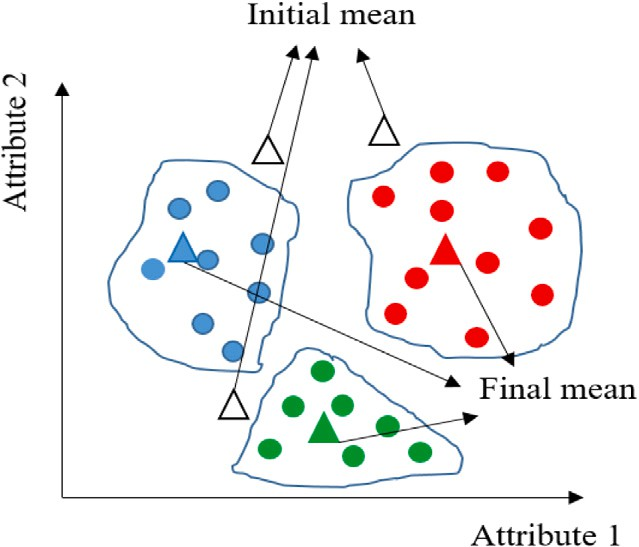 Initial mean
Attribute 2
Final mean
Attribute 1